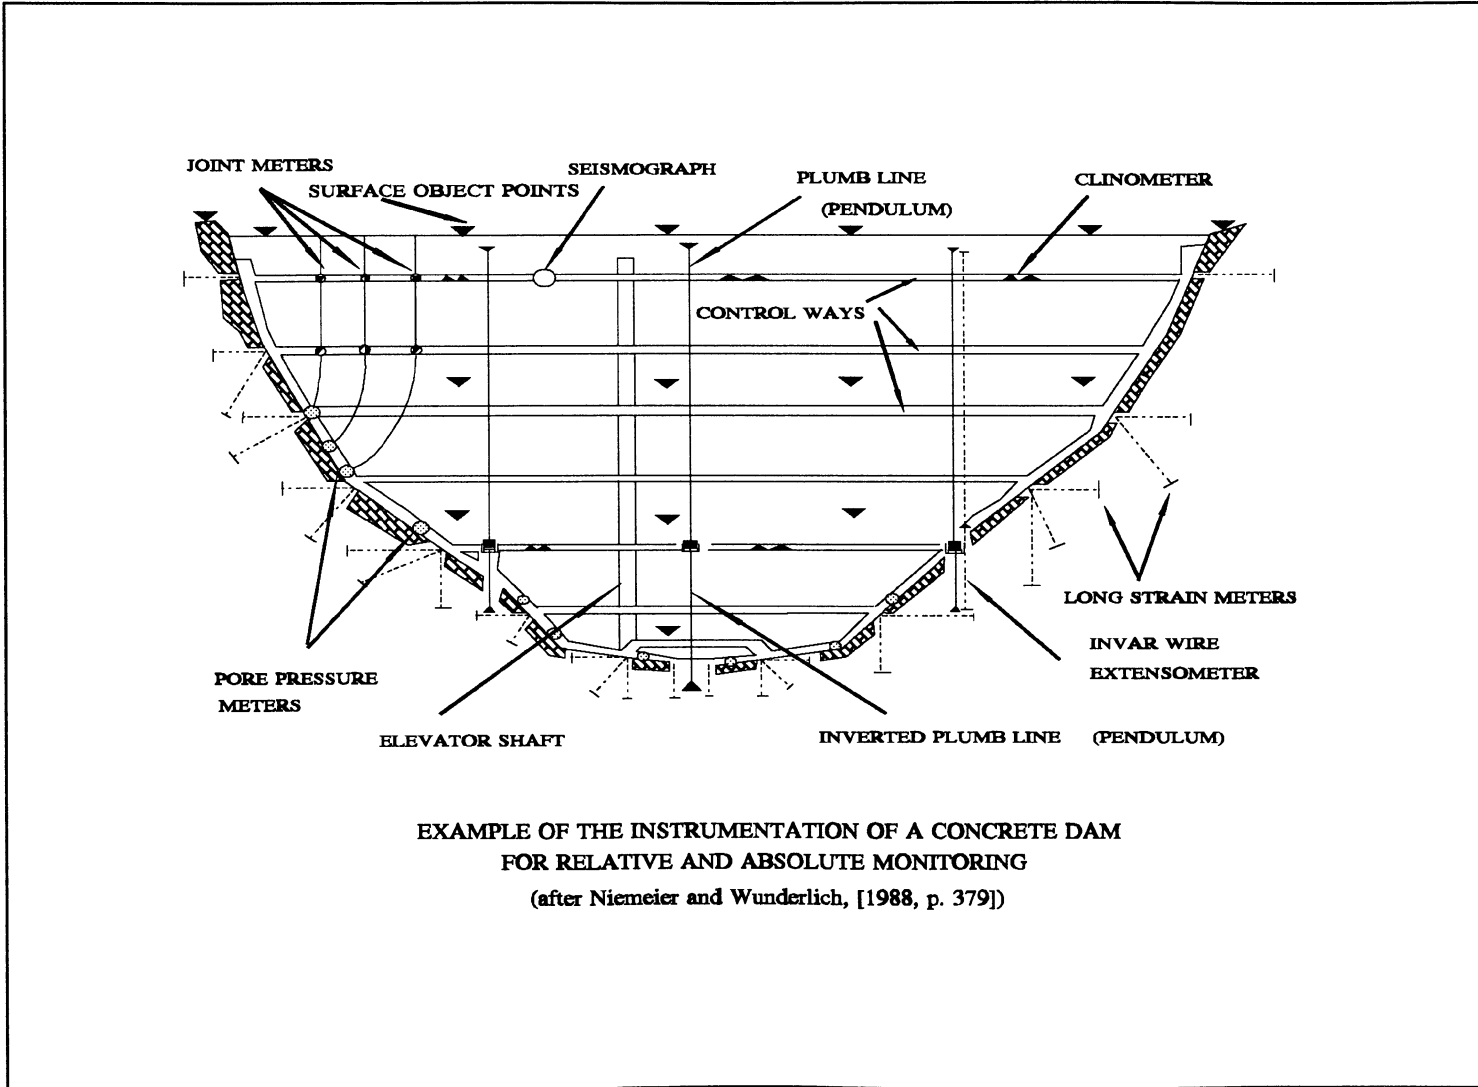 JOINT METERS
SURFACE OBJECT POINTS
SEISMOGRAPH
PLUMB LINE
(PENDULUM)
CLINOMETER
CONTROL WAYS
LONG STRAIN METERS
INVAR WIRE
EXTENSOMETER
PORE PRESSURE
METERS
ELEVATOR SHAFT
INVERTED PLUMB LINE (PENDULUM)
EXAMPLE OF THE INSTRUMENTATION OF A CONCRETE DAM
FOR RELATIVE AND ABSOLUTE MONITORING
(after Niemeier and Wunderlich, [1988, p. 379])